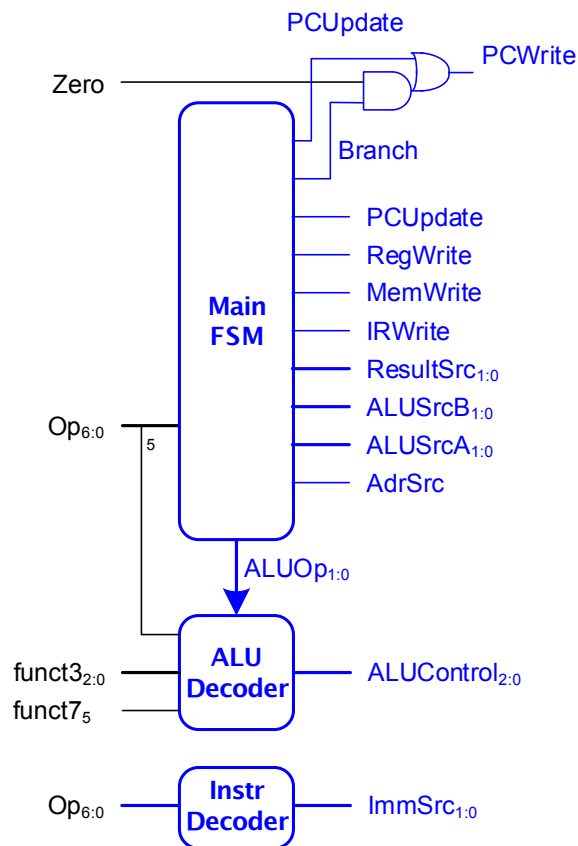 PCUpdate
PCWrite
Zero
Branch
PCUpdate
RegWrite
MemWrite
Main
FSM
IRWrite
ResultSrc1:0
ALUSrcB1:0
Op6:0
5
ALUSrcA1:0
AdrSrc
ALUOp1:0
ALU
Decoder
funct32:0
ALUControl2:0
funct75
Instr
Decoder
Op6:0
ImmSrc1:0